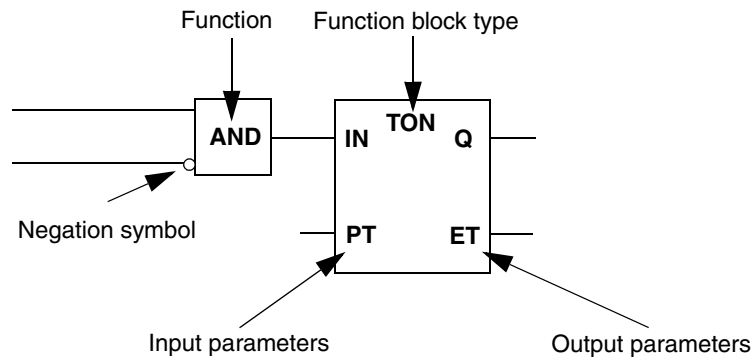 Function
Function block type
AND
IN
TON
Q
Negation symbol
PT
ET
Input parameters
Output parameters